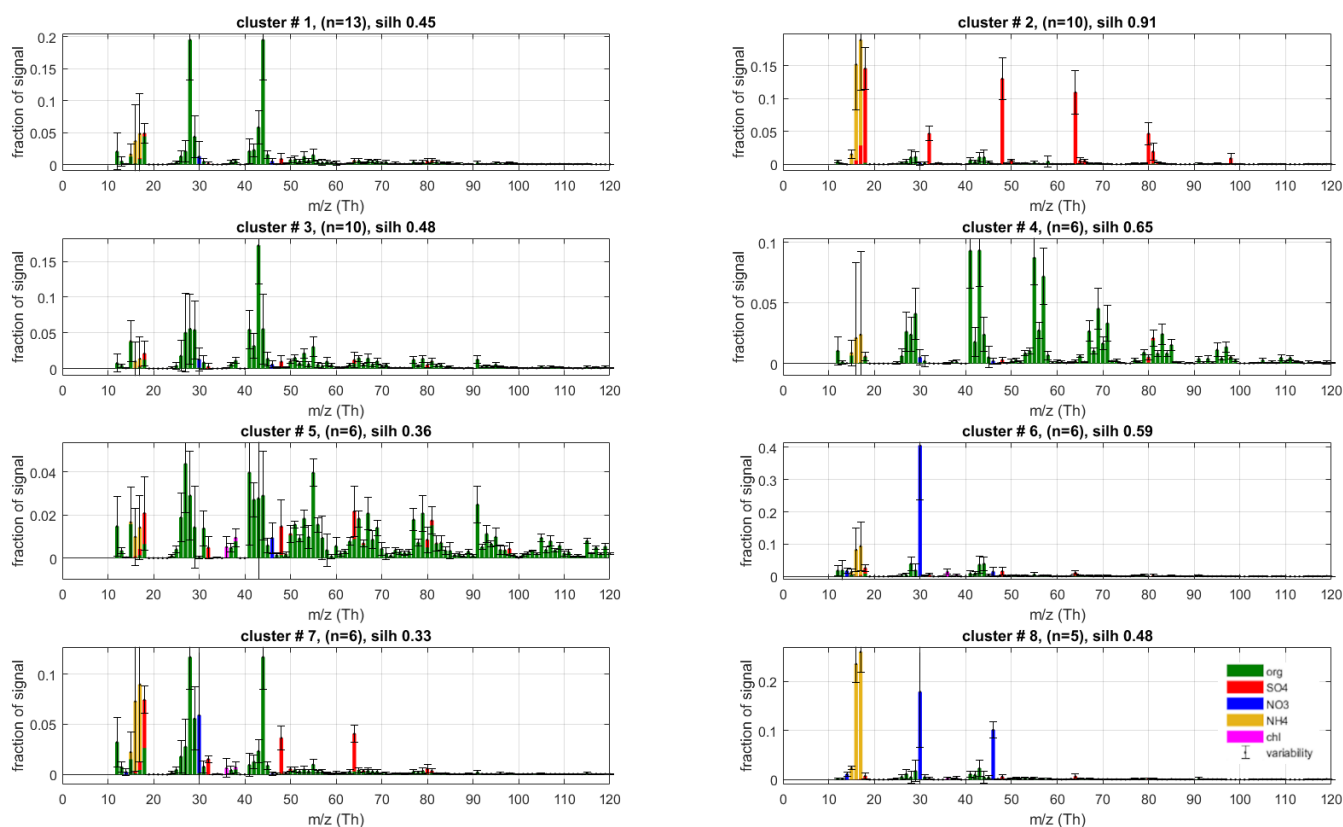 cluster # 1, (n=13), silh 0.45
fraction of signal
0.2
0.15
0.1
0.05
0
0 10 20 30 40 50 60 70 80 90 100 110 120
m/z (Th)
cluster # 2, (n=10), silh 0.91
fraction of signal
0.15
0.1
0.05
0
0 10 20 30 40 50 60 70 80 90 100 110 120
m/z (Th)
cluster # 3, (n=10), silh 0.48
fraction of signal
0.15
0.1
0.05
0
0 10 20 30 40 50 60 70 80 90 100 110 120
m/z (Th)
cluster # 4, (n=6), silh 0.65
fraction of signal
0.1
0.05
0
0 10 20 30 40 50 60 70 80 90 100 110 120
m/z (Th)
cluster # 5, (n=6), silh 0.36
fraction of signal
0.04
0.02
0
0 10 20 30 40 50 60 70 80 90 100 110 120
m/z (Th)
cluster # 6, (n=6), silh 0.59
fraction of signal
0.4
0.3
0.2
0.1
0
0 10 20 30 40 50 60 70 80 90 100 110 120
m/z (Th)
cluster # 7, (n=6), silh 0.33
fraction of signal
0.1
0.05
0
0 10 20 30 40 50 60 70 80 90 100 110 120
m/z (Th)
cluster # 8, (n=5), silh 0.48
fraction of signal
0.2
0.1
0
0 10 20 30 40 50 60 70 80 90 100 110 120
m/z (Th)
org
SO4
NO3
NH4
chl
variability